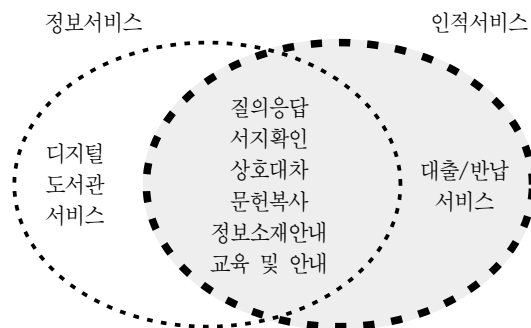 정보서비스
인적서비스
디지털
도서관
서비스
질의응답
서지확인
상호대차
문헌복사
정보소재안내
교육 및 안내
대출/반납
서비스